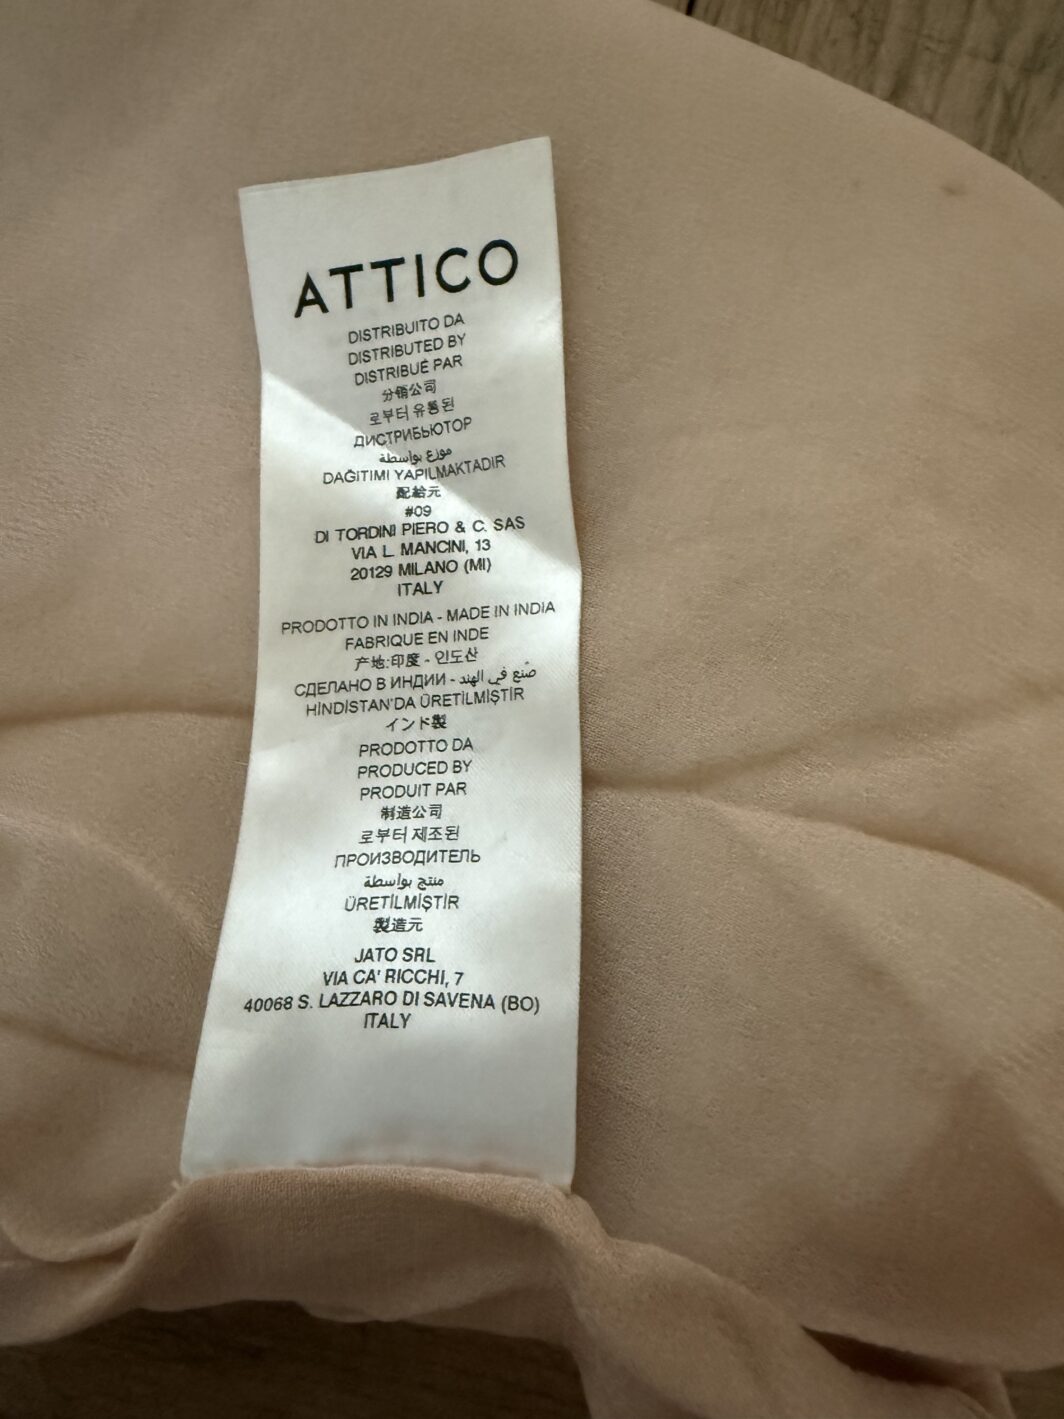 ATTICO
DISTRIBUITO DA
DISTRIBUTED BY
DISTRIBUÉ PAR
分销公司
로부터 유통된
ДИСТРИБЬЮТОР
موزع بواسطة
DAĞITIMI YAPILMAKTADIR
配給元
#09
DI TORDINI PIERO & C. SAS
VIA L. MANCINI, 13
20129 MILANO (MI)
ITALY
PRODOTTO IN INDIA - MADE IN INDIA
FABRIQUE EN INDE
产地:印度 - 인도산
СДЕЛАНО В ИНДИИ - صُنع في الهند
HİNDİSTAN'DA ÜRETİLMİŞTİR
インド製
PRODOTTO DA
PRODUCED BY
PRODUIT PAR
制造公司
로부터 제조된
ПРОИЗВОДИТЕЛЬ
منتج بواسطة
ÜRETİLMİŞTİR
製造元
JATO SRL
VIA CA' RICCHI, 7
40068 S. LAZZARO DI SAVENA (BO)
ITALY